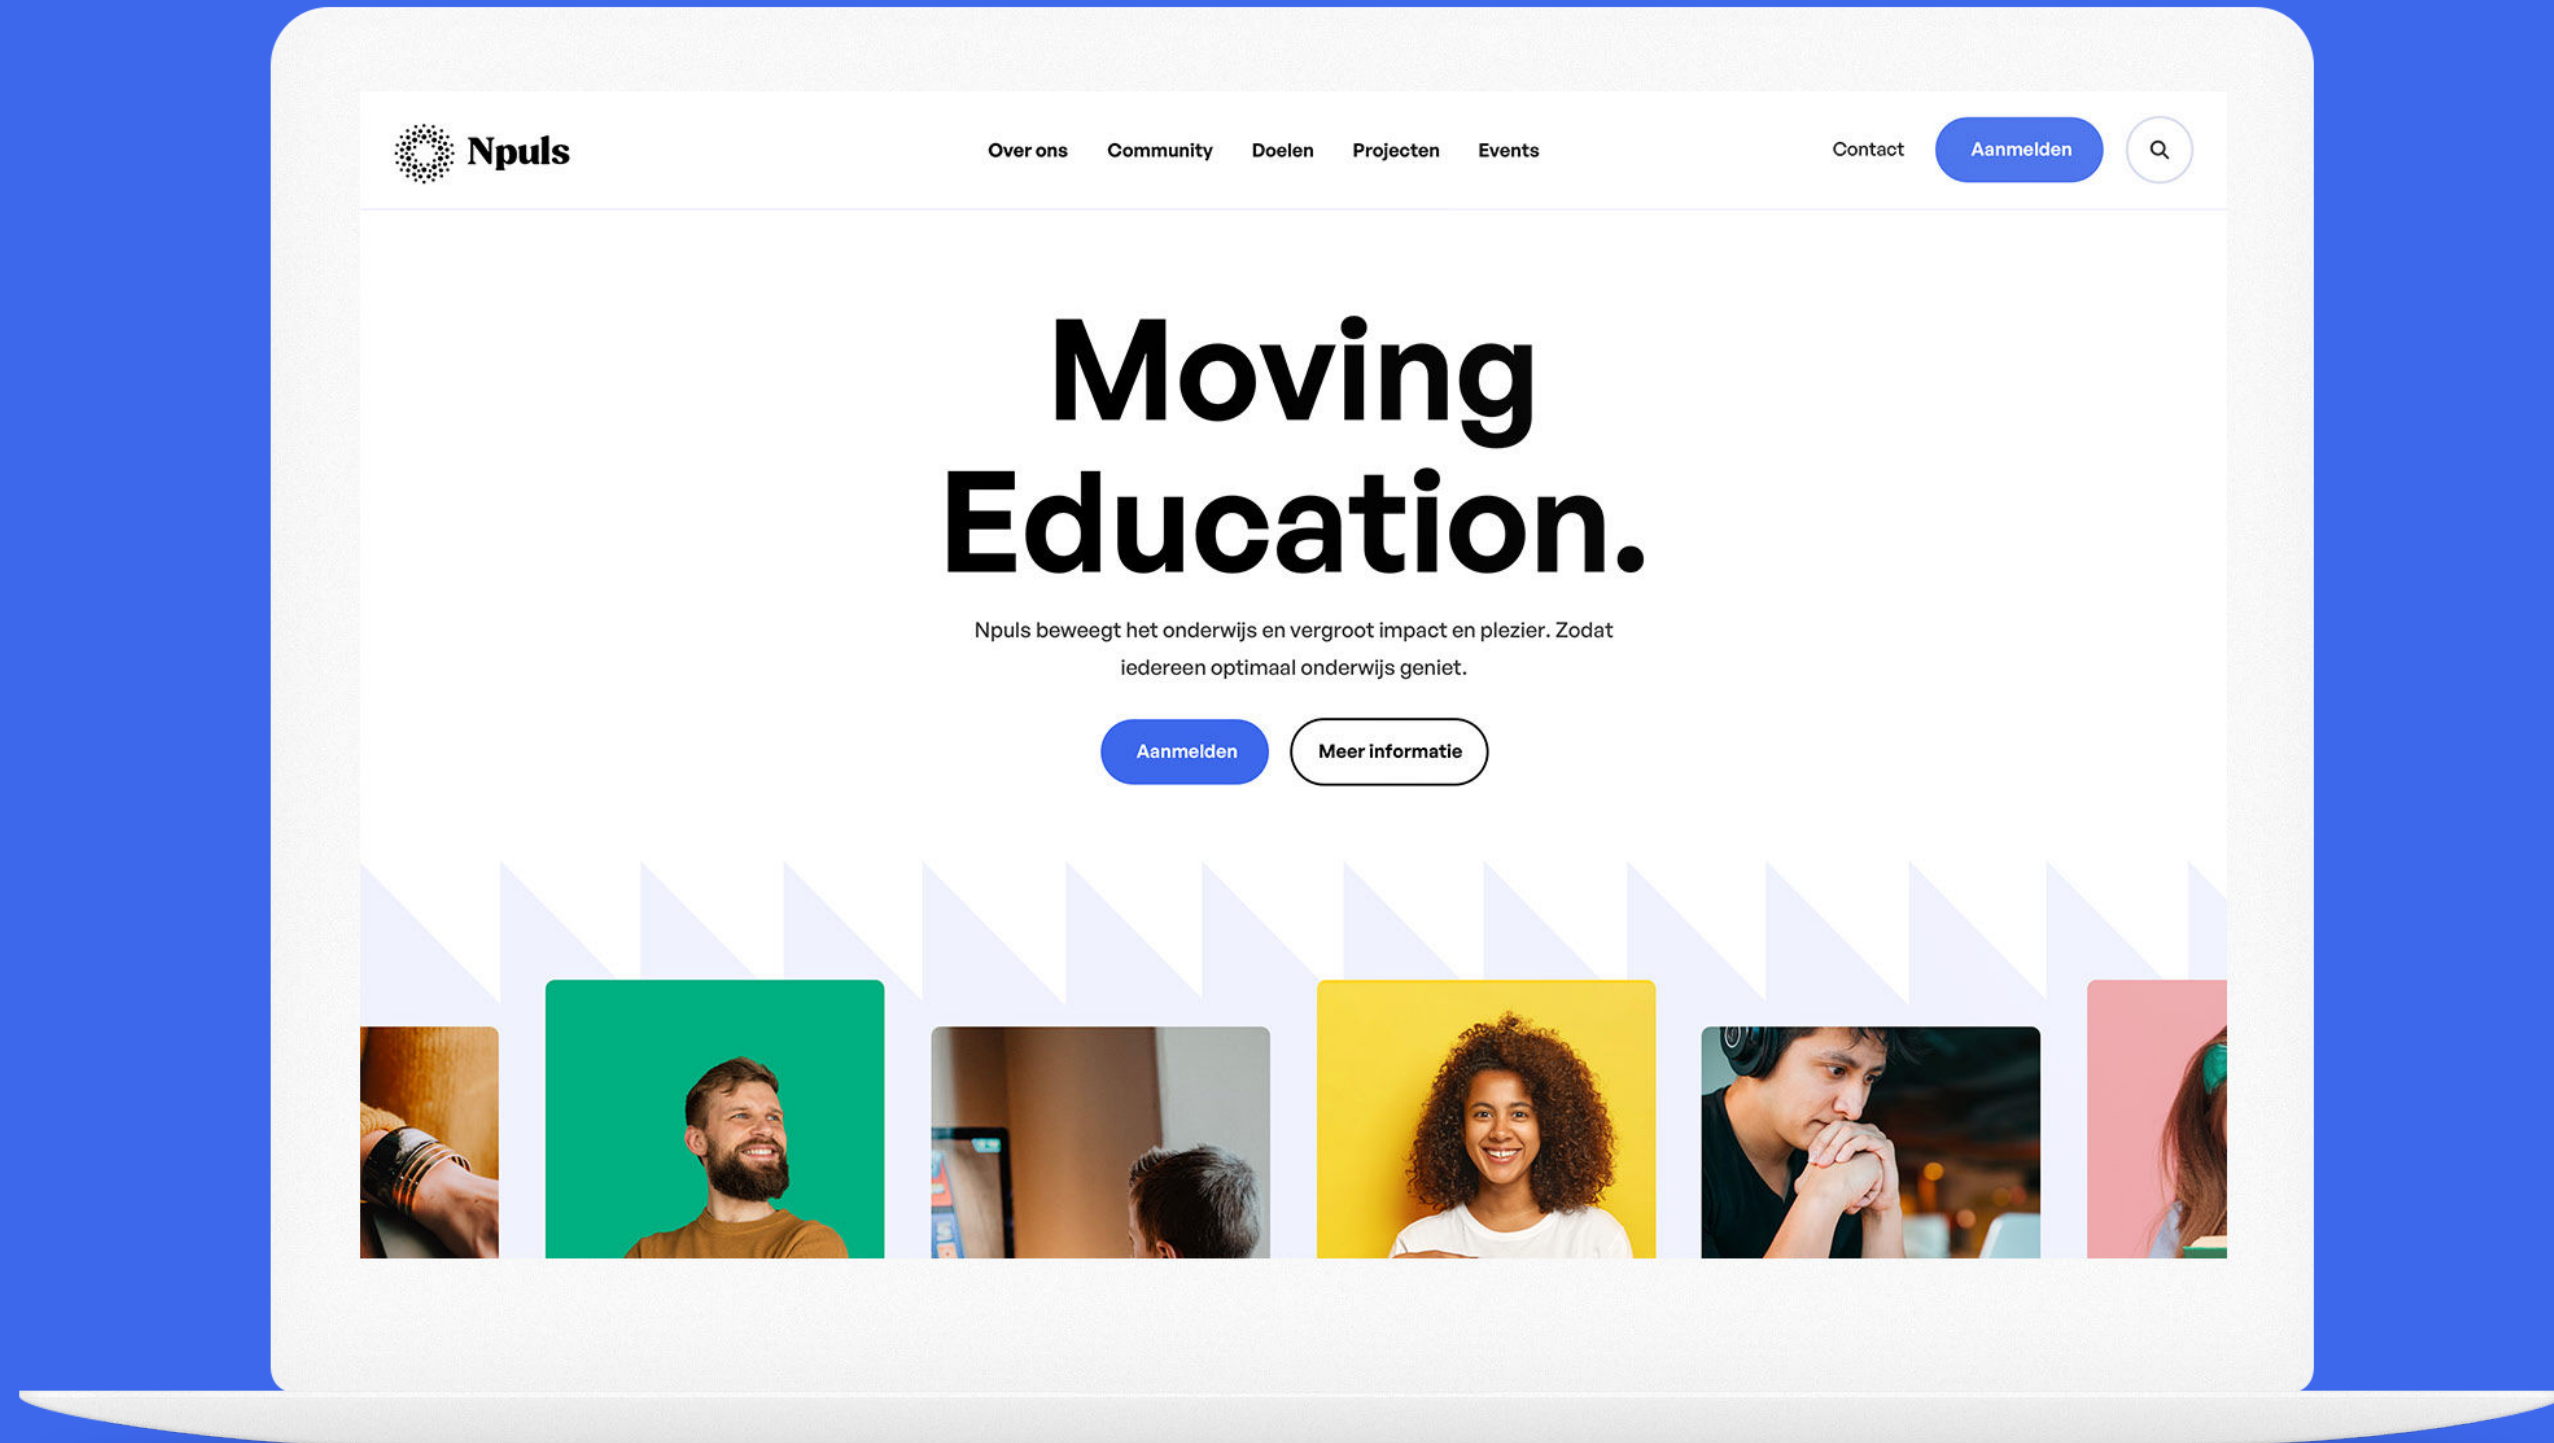 Npuls
Over ons Community Doelen Projecten Events
Contact Aanmelden
Moving
Education.
Npuls beweegt het onderwijs en vergroot impact en plezier. Zodat
iedereen optimaal onderwijs geniet.
Aanmelden Meer informatie